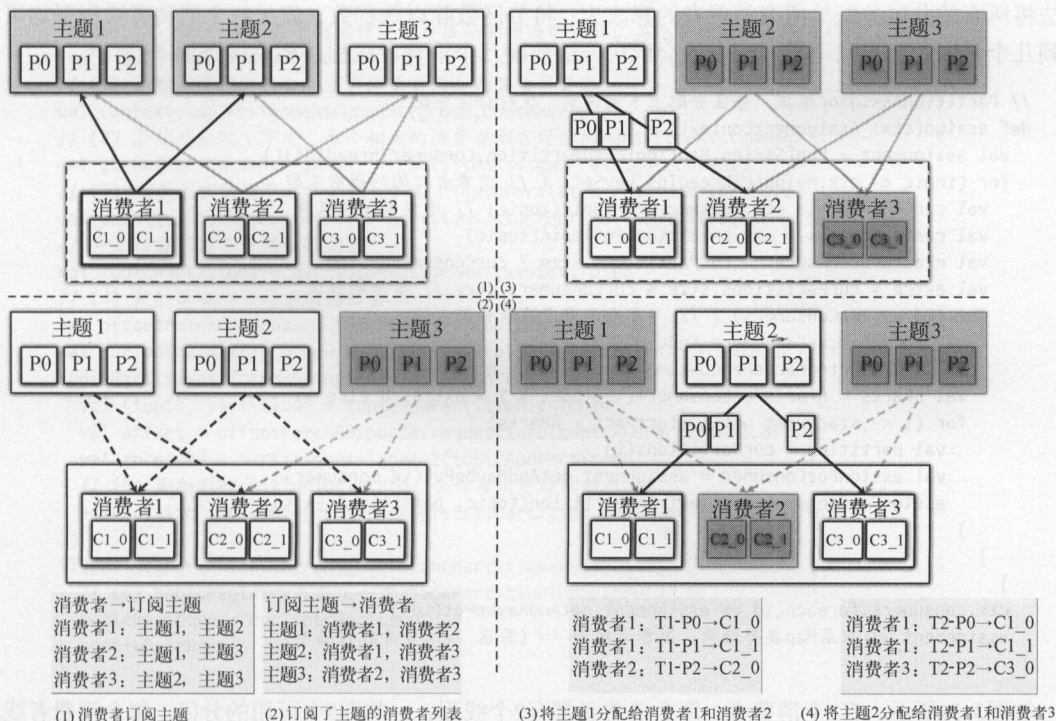 主题1 主题2 主题3
P0 P1 P2 P0 P1 P2 P0 P1 P2
消费者1 消费者2 消费者3
C1_0 C1_1 C2_0 C2_1 C3_0 C3_1
(1)
主题1 主题2 主题3
P0 P1 P2 P0 P1 P2 P0 P1 P2
消费者1 消费者2 消费者3
C1_0 C1_1 C2_0 C2_1 C3_0 C3_1
(2)
主题1 主题2 主题3
P0 P1 P2 P0 P1 P2 P0 P1 P2
P0 P1 P2
消费者1 消费者2 消费者3
C1_0 C1_1 C2_0 C2_1 C3_0 C3_1
(3)
主题1 主题2 主题3
P0 P1 P2 P0 P1 P2 P0 P1 P2
P0 P1 P2
消费者1 消费者2 消费者3
C1_0 C1_1 C2_0 C2_1 C3_0 C3_1
(4)
消费者→订阅主题
消费者1：主题1，主题2
消费者2：主题1，主题3
消费者3：主题2，主题3
(1)消费者订阅主题
订阅主题→消费者
主题1：消费者1，消费者2
主题2：消费者1，消费者3
主题3：消费者2，消费者3
(2)订阅了主题的消费者列表
消费者1：T1-P0→C1_0
消费者1：T1-P1→C1_1
消费者2：T1-P2→C2_0
(3)将主题1分配给消费者1和消费者2
消费者1：T2-P0→C1_0
消费者1：T2-P1→C1_1
消费者3：T2-P2→C3_0
(4)将主题2分配给消费者1和消费者3